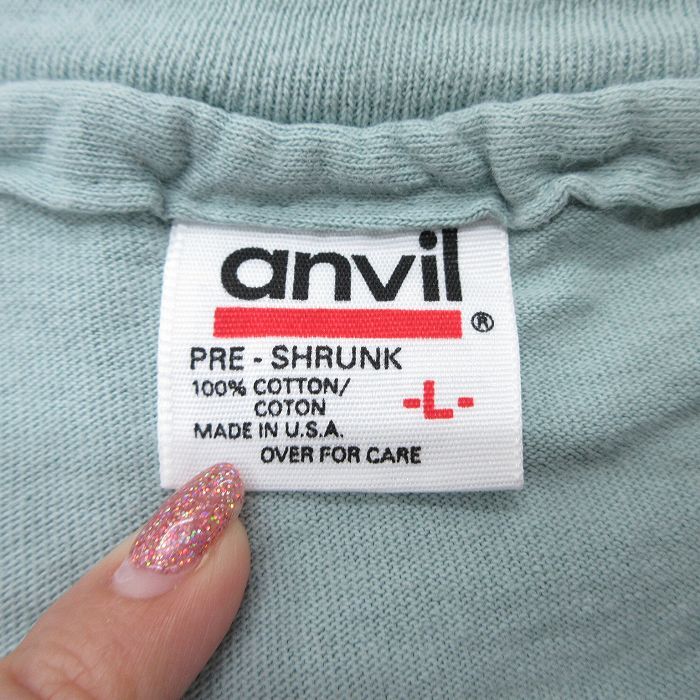 anvil
®
PRE - SHRUNK
100% COTTON/
COTON
-L-
MADE IN U.S.A.
OVER FOR CARE